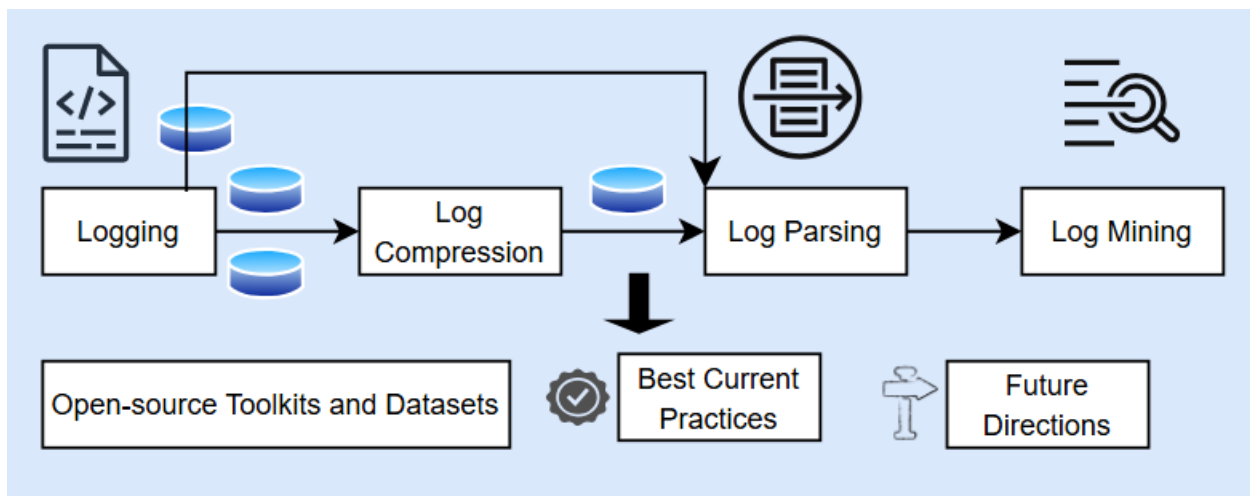 Logging
Log
Compression
Log Parsing
Log Mining
Open-source Toolkits and Datasets
Best Current
Practices
Future
Directions